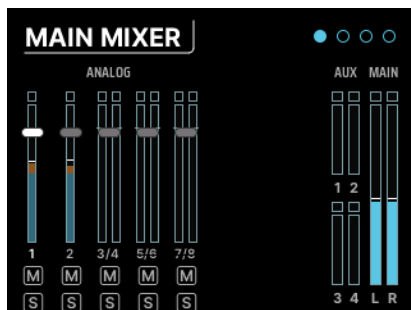 MAIN MIXER
ANALOG
AUX MAIN
1 2
1 2 3/4 5/6 7/8
M M M M M
S S S S S
3 4 L R